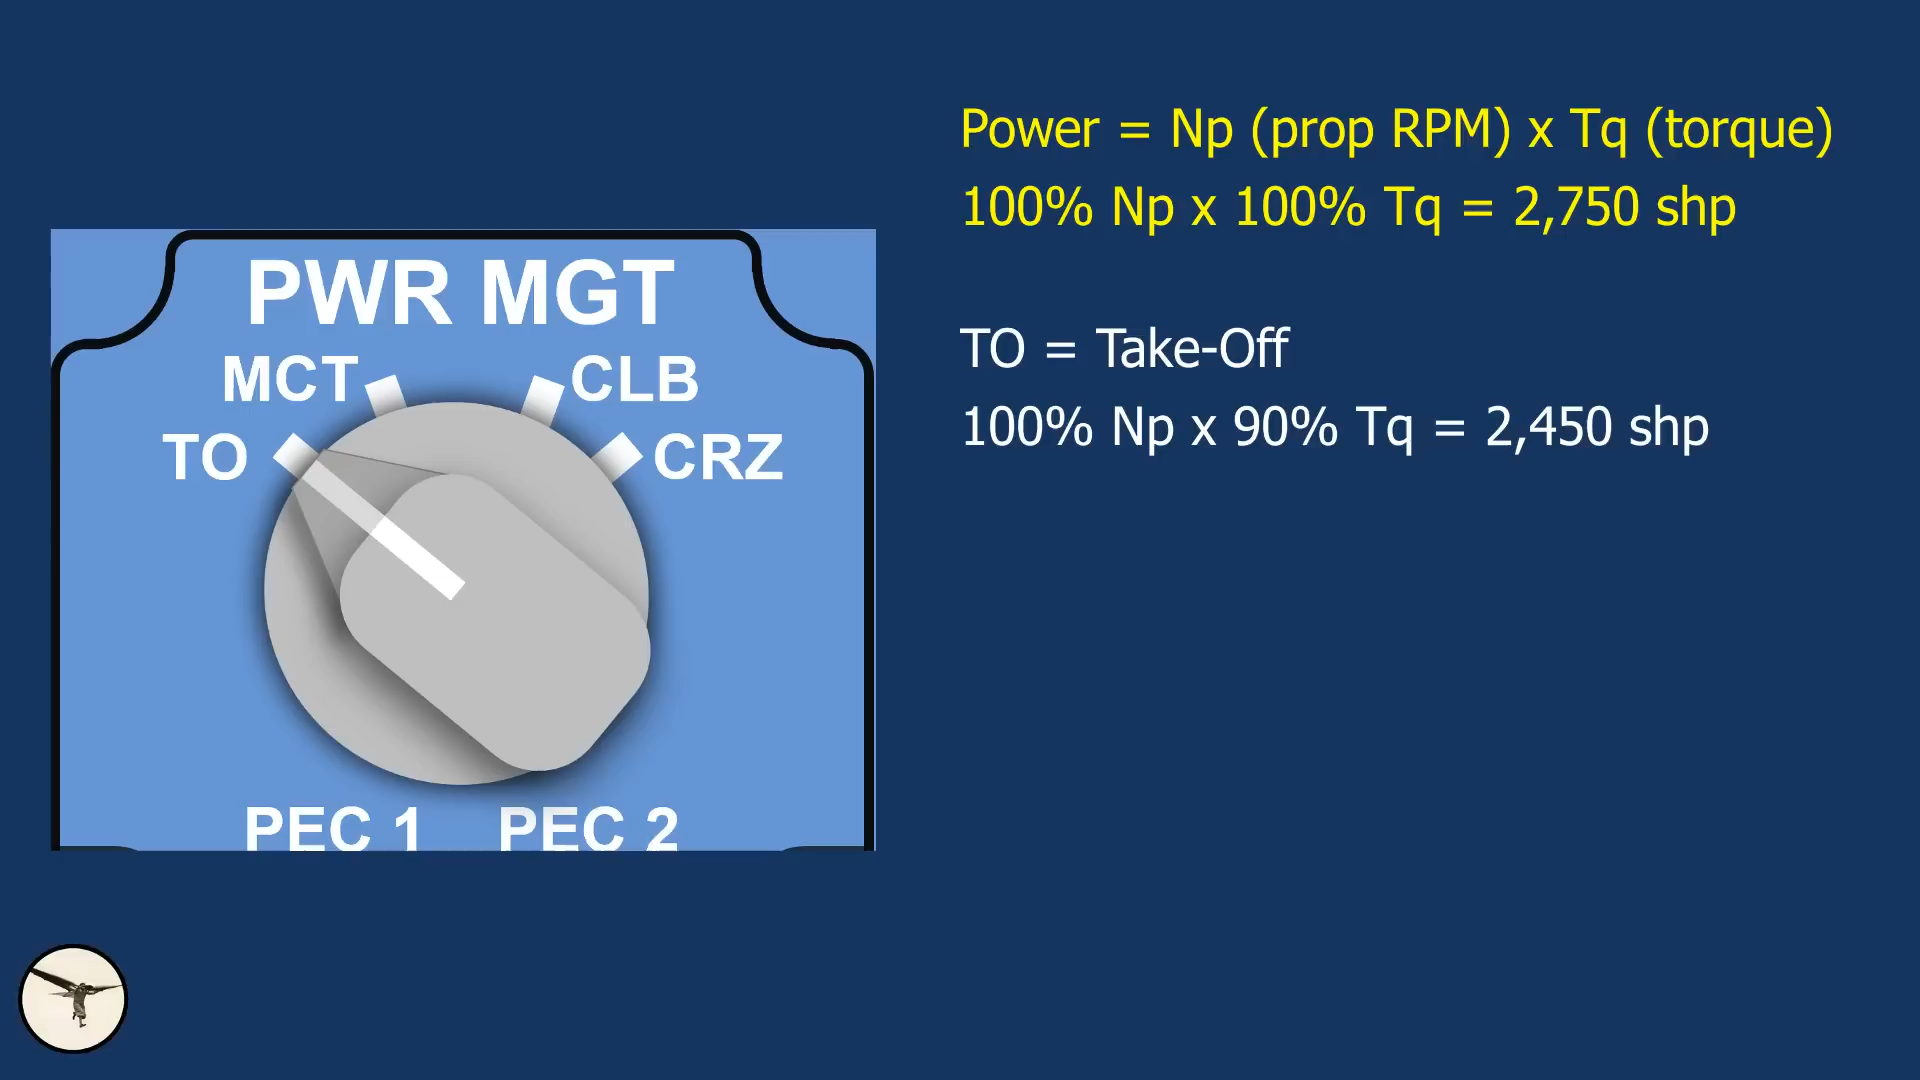 Power = Np (prop RPM) x Tq (torque)
100% Np x 100% Tq = 2,750 shp
TO = Take-Off
100% Np x 90% Tq = 2,450 shp
PWR MGT
MCT CLB
TO CRZ
PEC 1 PEC 2